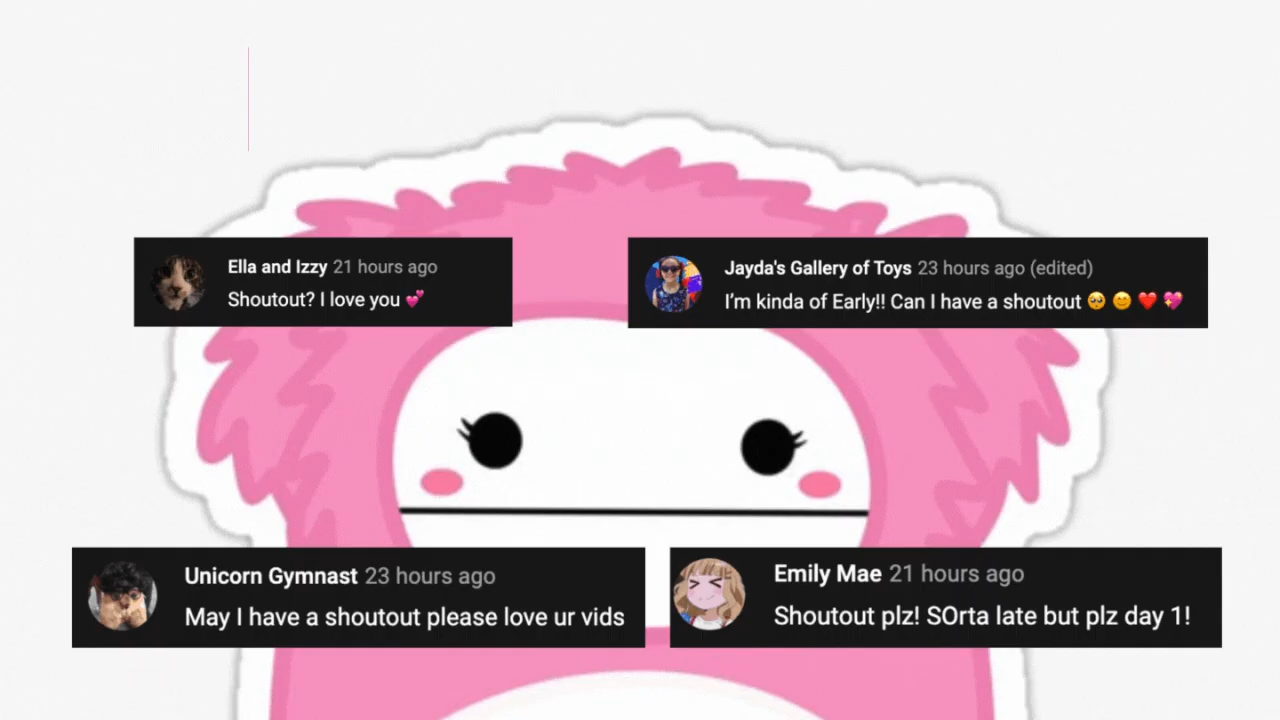 Ella and Izzy 21 hours ago
Shoutout? I love you 💕
Jayda's Gallery of Toys 23 hours ago (edited)
I'm kinda of Early!! Can I have a shoutout 🥺 😊 ❤️ 💖
Unicorn Gymnast 23 hours ago
May I have a shoutout please love ur vids
Emily Mae 21 hours ago
Shoutout plz! SOrta late but plz day 1!